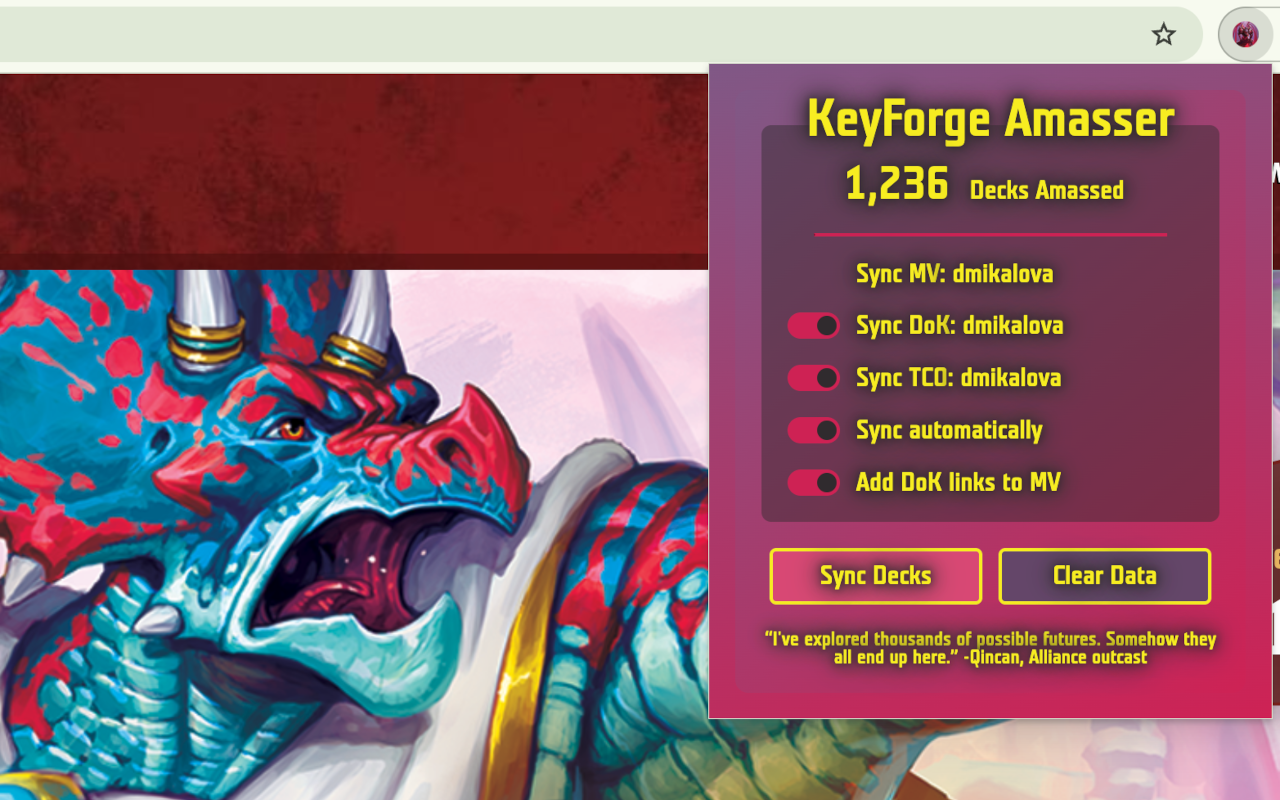 KeyForge Amasser
1,236 Decks Amassed
Sync MV: dmikalova
Sync DoK: dmikalova
Sync TCO: dmikalova
Sync automatically
Add DoK links to MV
Sync Decks
Clear Data
“I've explored thousands of possible futures. Somehow they
all end up here.” -Qincan, Alliance outcast